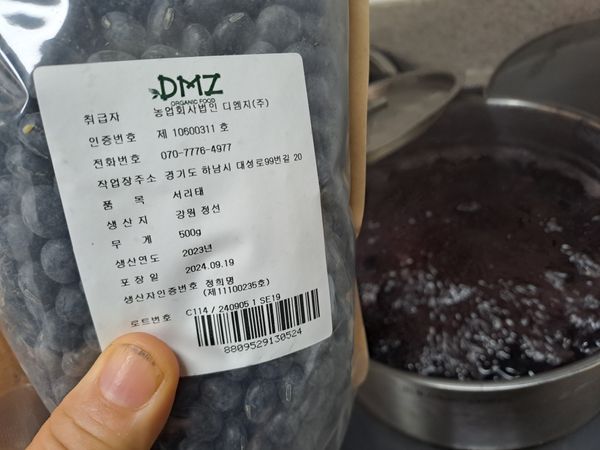 DMZ
ORGANIC FOOD
취급자 농업회사법인 디엠지(주)
인증번호 제 10600311 호
전화번호 070-7776-4977
작업장주소 경기도 하남시 대성로99번길 20
품 목 서리태
생 산 지 강원 정선
무 게 500g
생산연도 2023년
포 장 일 2024.09.19
생산자인증번호 정희명
(제11100235호)
로트번호 C114 / 240905 1 SE19
8809529130524